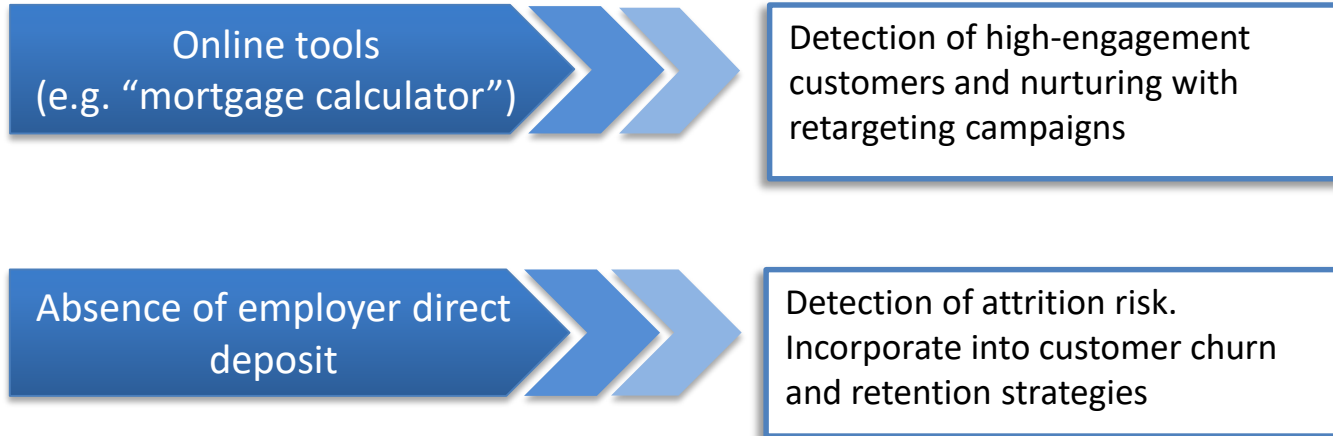 Online tools
(e.g. “mortgage calculator”)
Detection of high-engagement
customers and nurturing with
retargeting campaigns
Absence of employer direct
deposit
Detection of attrition risk.
Incorporate into customer churn
and retention strategies